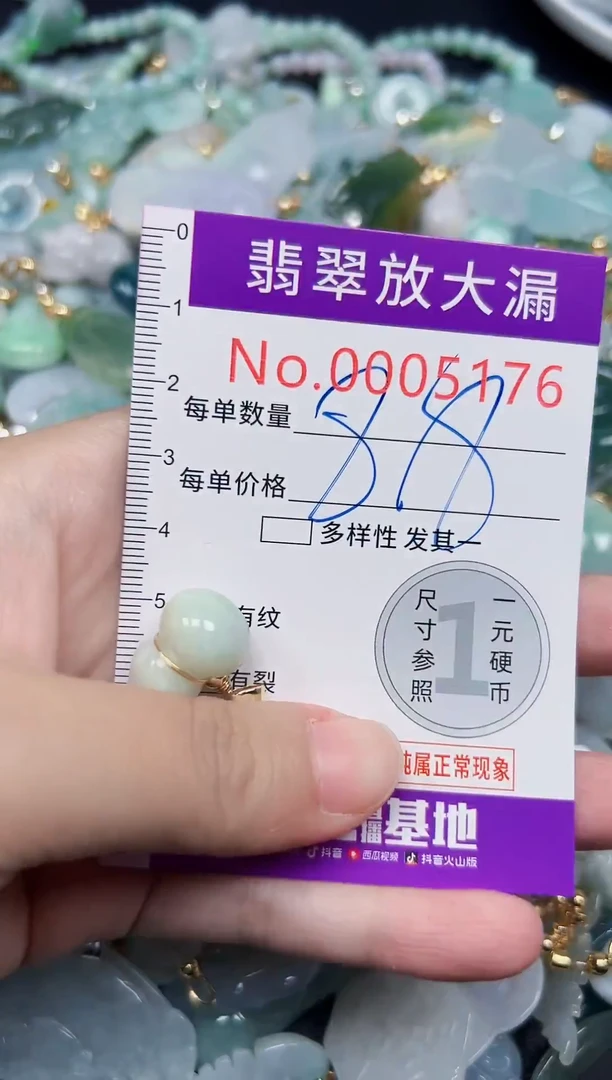 0
翡翠放大漏
1
No.0005176
2
每单数量
38
3
每单价格
4
多样性 发其一
5
有纹
有裂
尺寸参照
1
一元硬币
纯属正常现象
播基地
抖音 西瓜视频 抖音火山版